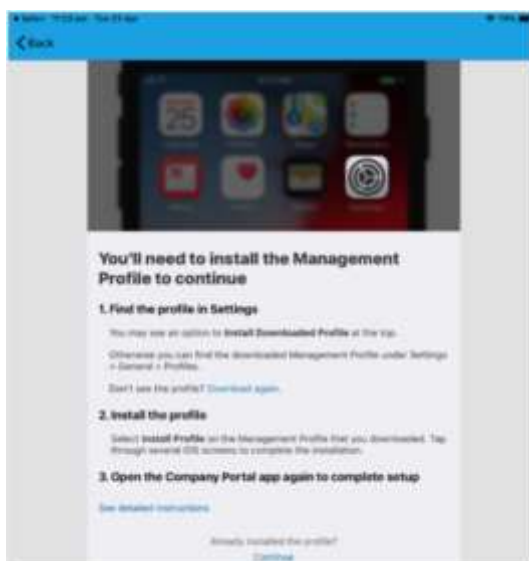 Back
25
You'll need to install the Management
Profile to continue
1. Find the profile in Settings
You may see an option to Install Downloaded Profile at the top.
Otherwise you can find the downloaded Management Profile under Settings
> General > Profiles.
Don't see the profile? Download again.
2. Install the profile
Select Install Profile on the Management Profile that you downloaded. Tap
through several iOS screens to complete the installation.
3. Open the Company Portal app again to complete setup
See detailed instructions
Already installed the profile?
Continue